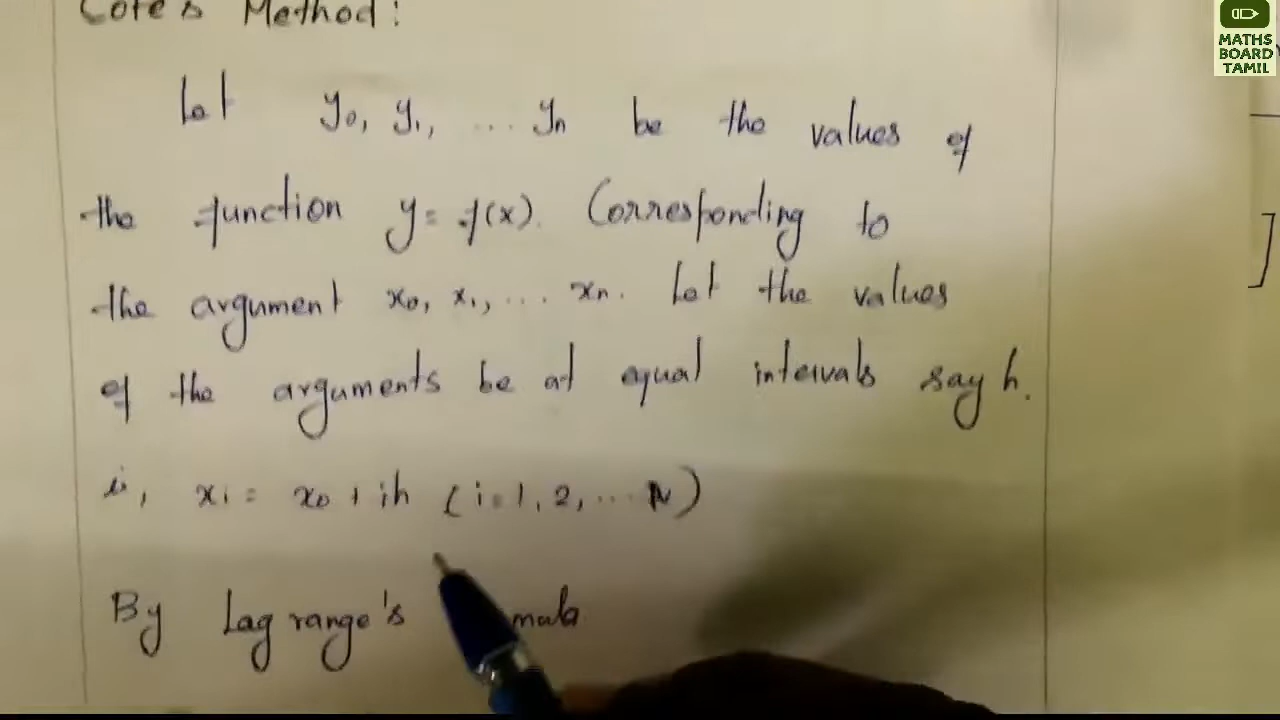 Cote's Method:
Let y₀, y₁, ... yₙ be the values of
the function y = f(x). Corresponding to
the argument x₀, x₁, ... xₙ. Let the values
of the arguments be at equal intervals say h.
ie, xᵢ = x₀ + ih (i = 1, 2, ... n)
By Lagrange's
MATHS
BOARD
TAMIL
]